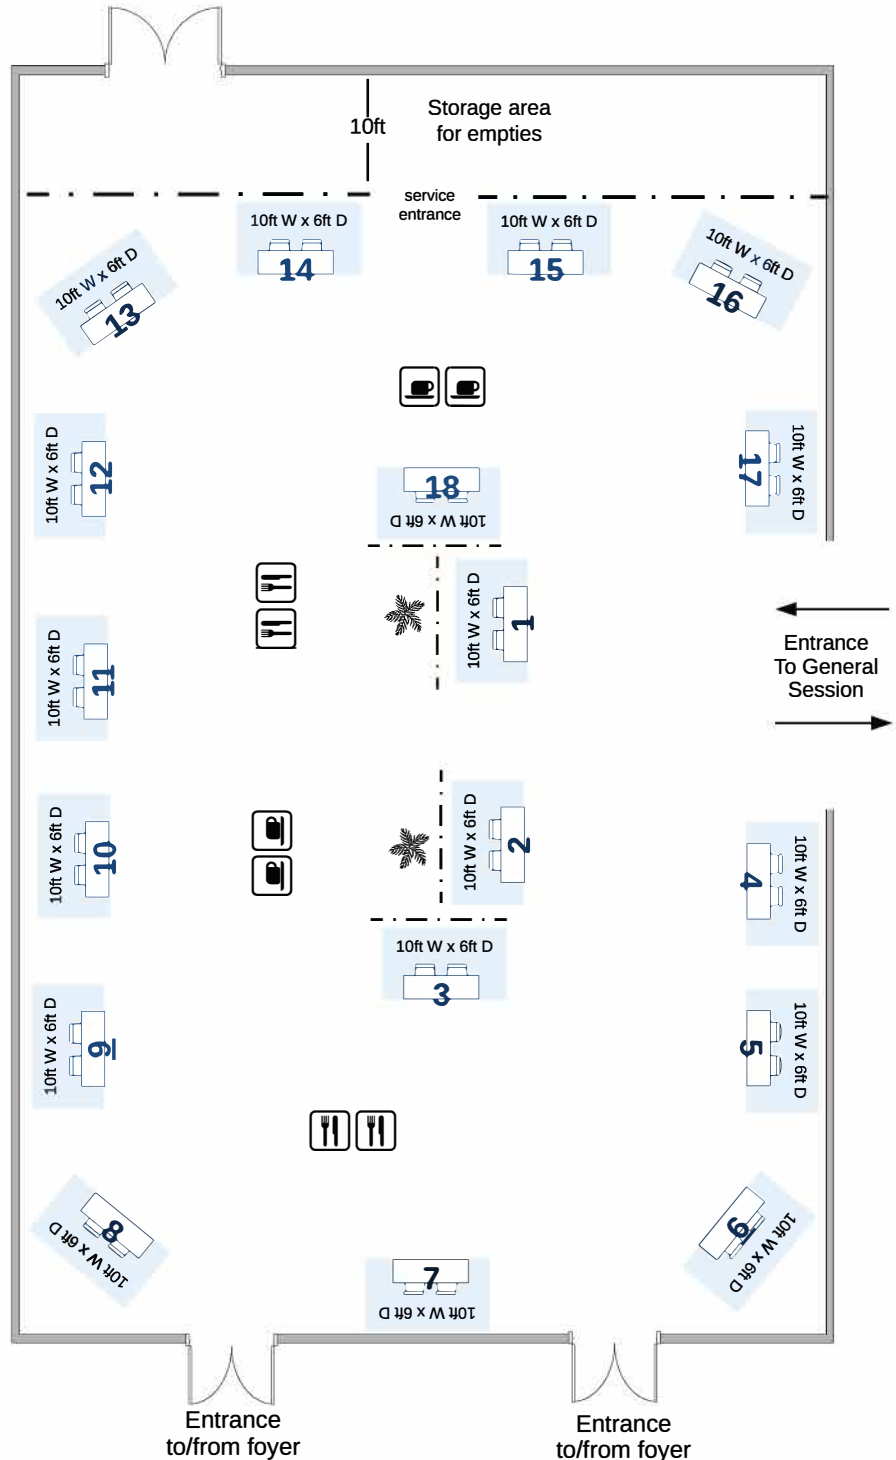 Storage area
for empties
10ft
service
entrance
10ft W x 6ft D
14
10ft W x 6ft D
15
10ft W x 6ft D
13
10ft W x 6ft D
16
10ft W x 6ft D
12
10ft W x 6ft D
17
18
10ft W x 6ft D
10ft W x 6ft D
1
10ft W x 6ft D
11
Entrance
To General
Session
10ft W x 6ft D
2
10ft W x 6ft D
10
10ft W x 6ft D
4
10ft W x 6ft D
3
10ft W x 6ft D
9
10ft W x 6ft D
5
8
10ft W x 6ft D
6
10ft W x 6ft D
7
10ft W x 6ft D
Entrance
to/from foyer
Entrance
to/from foyer